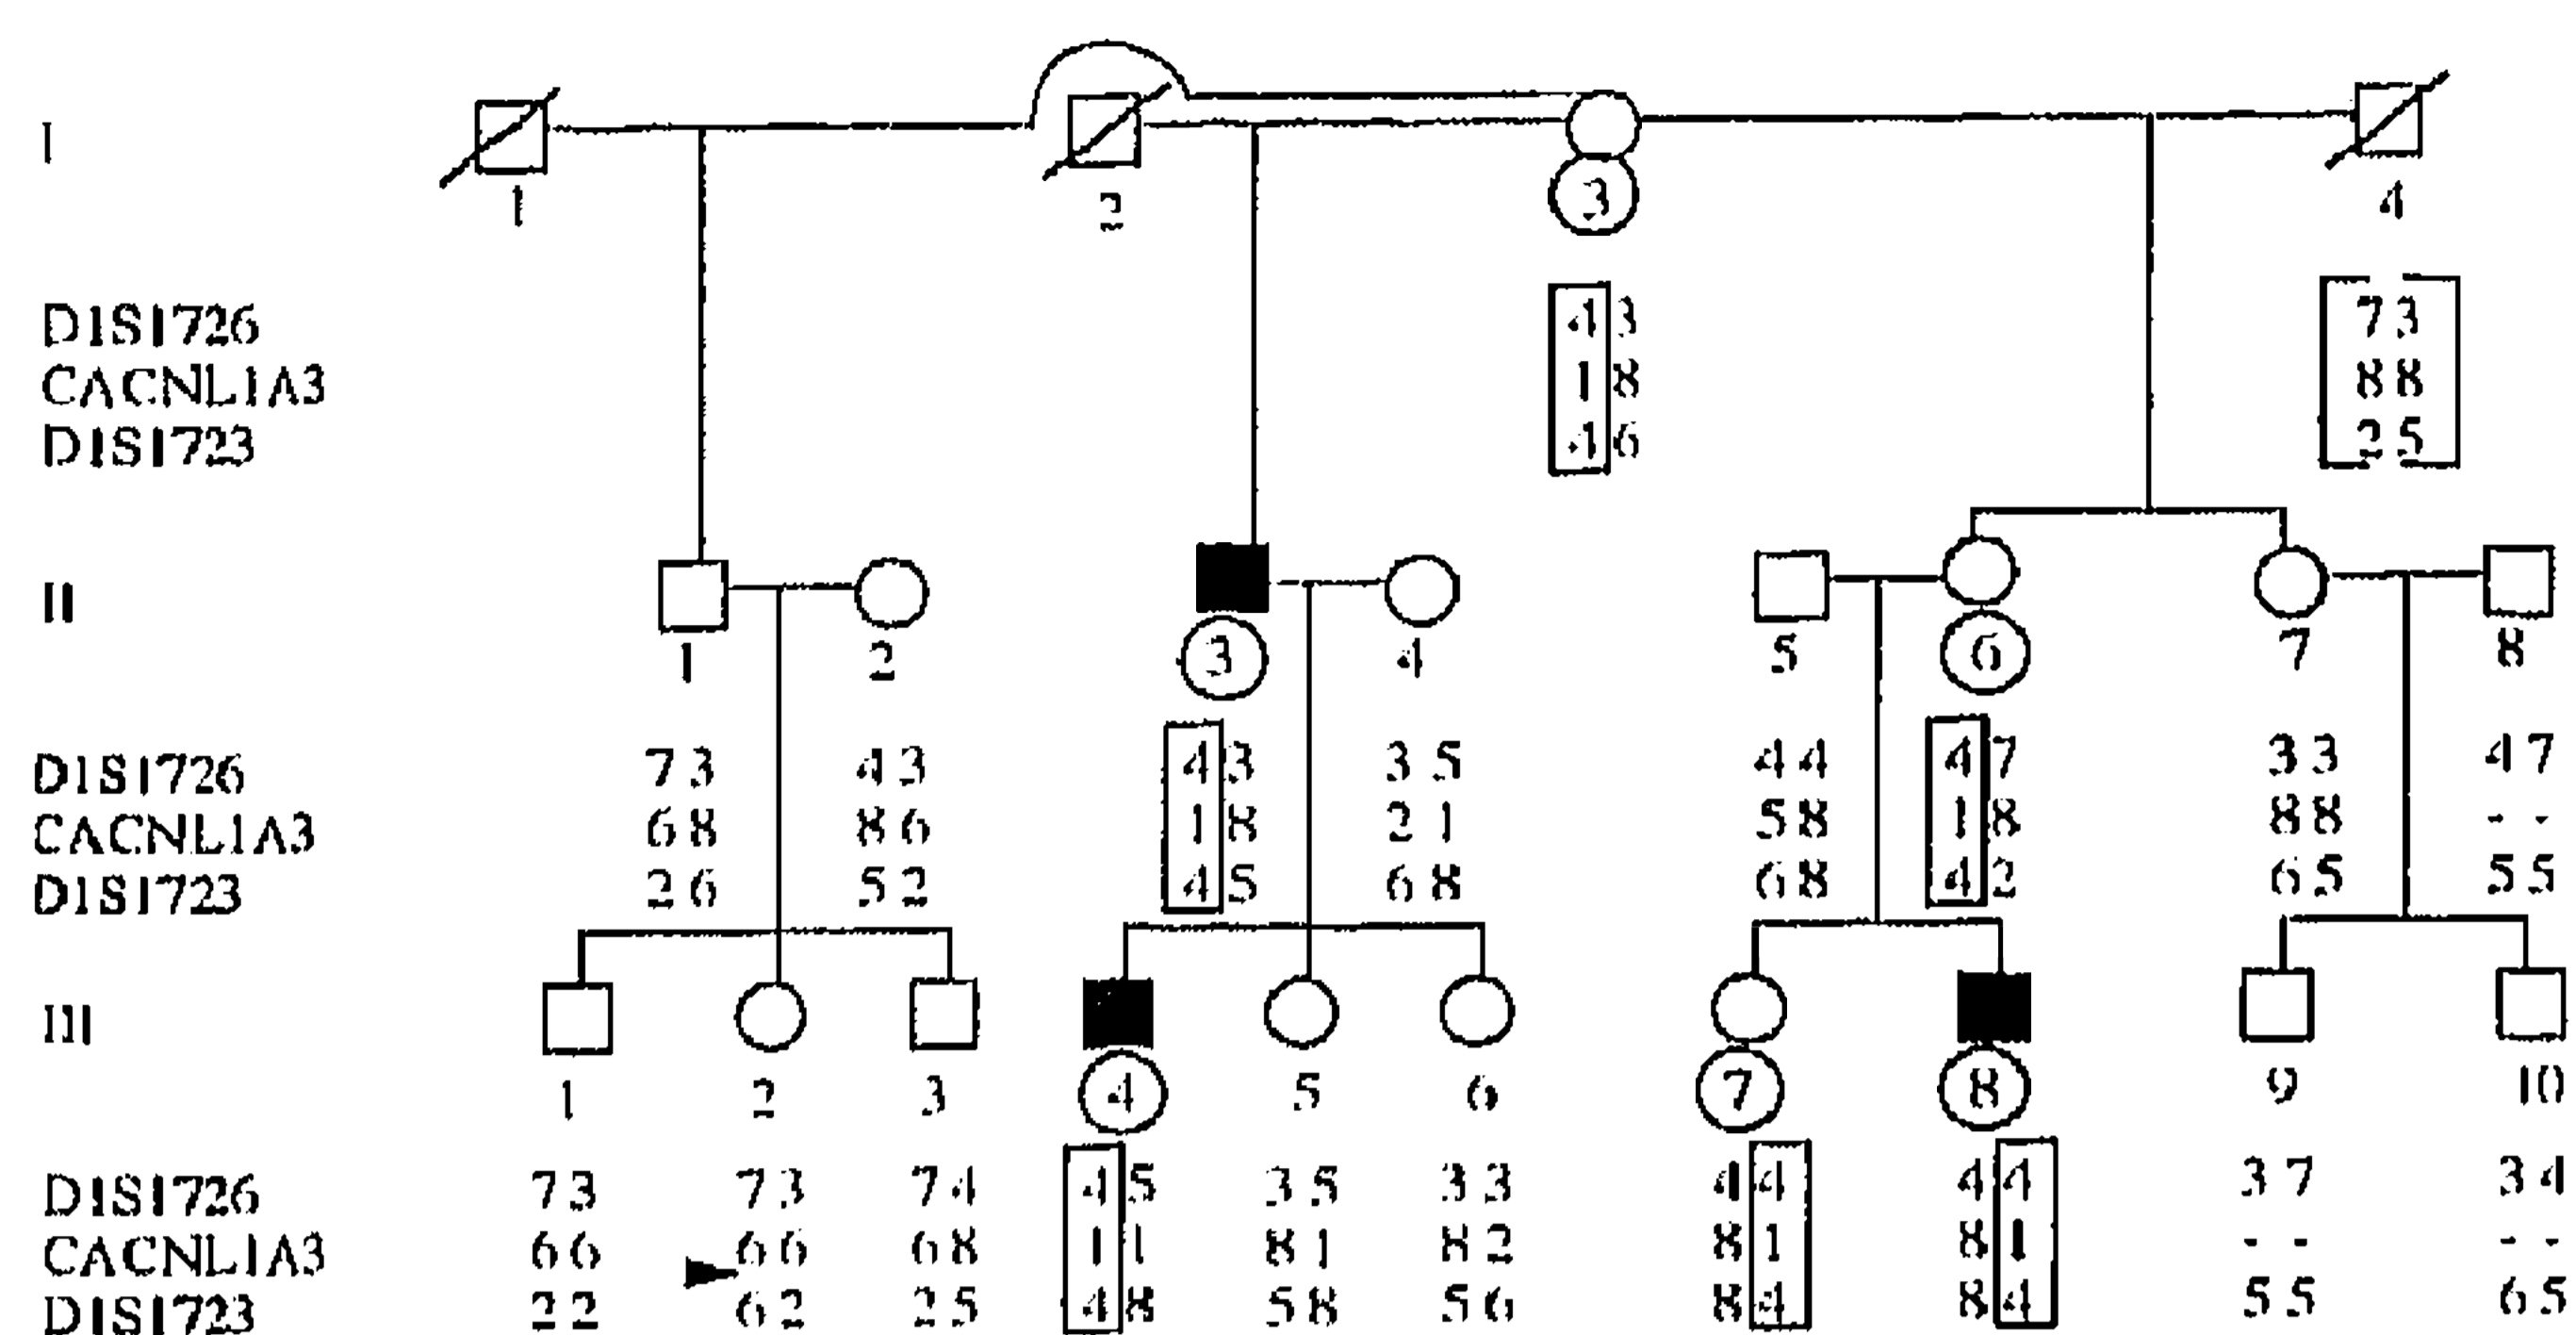 I
1 2 3 4
D1S1726 4 3 7 3
CACNL1A3 1 8 8 8
D1S1723 4 6 2 5
II
1 2 3 4 5 6 7 8
D1S1726 7 3 4 3 4 3 3 5 4 4 4 7 3 3 4 7
CACNL1A3 6 8 8 6 1 8 2 1 5 8 1 8 8 8 - -
D1S1723 2 6 5 2 4 5 6 8 6 8 4 2 6 5 5 5
III
1 2 3 4 5 6 7 8 9 10
D1S1726 7 3 7 3 7 4 4 5 3 5 3 3 4 4 4 4 3 7 3 4
CACNL1A3 6 6 6 6 6 8 1 1 8 1 8 2 8 1 8 1 - - - -
D1S1723 2 2 6 2 2 5 4 8 5 8 5 6 8 4 8 4 5 5 6 5